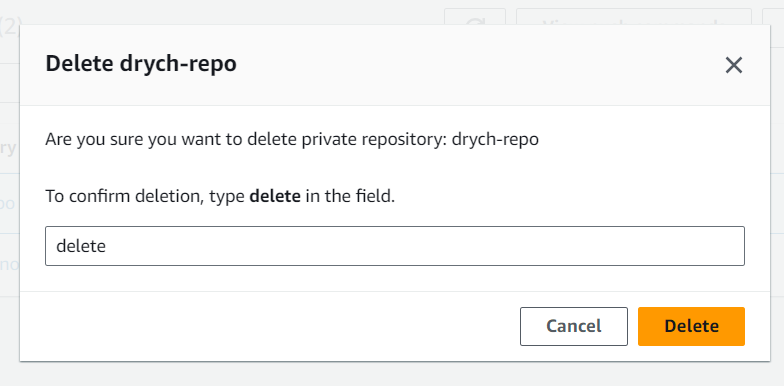 (2)
Delete drych-repo
Are you sure you want to delete private repository: drych-repo
ry
To confirm deletion, type delete in the field.
delete
Cancel
Delete